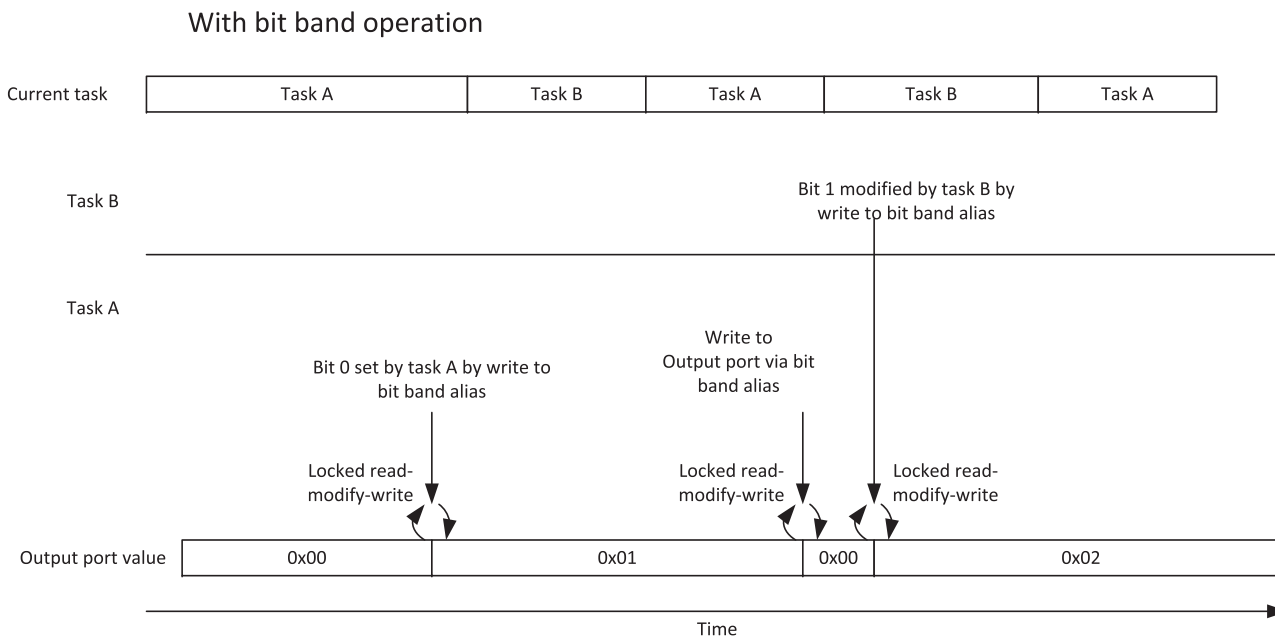 With bit band operation
Current task
Task A
Task B
Task A
Task B
Task A
Task B
Bit 1 modified by task B by
write to bit band alias
Task A
Write to
Output port via bit
band alias
Bit 0 set by task A by write to
bit band alias
Locked read-
modify-write
Locked read-
modify-write
Locked read-
modify-write
Output port value
0x00
0x01
0x00
0x02
Time